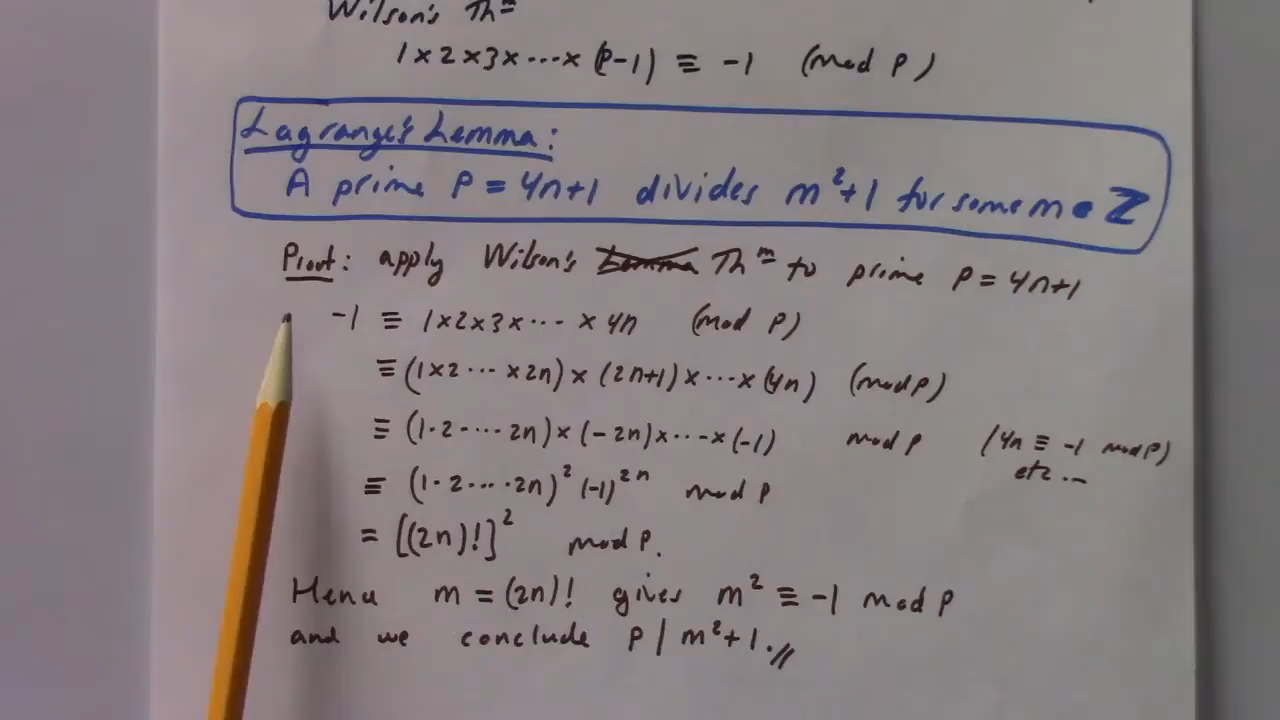 Wilson's Thm
1×2×3×⋯×(p-1) ≡ -1 (mod p)
Lagrange's Lemma:
A prime p = 4n+1 divides m²+1 for some m ∈ ℤ
Proof: apply Wilson's ~~Lemma~~ Thm to prime p = 4n+1
-1 ≡ 1×2×3×⋯×4n (mod p)
≡ (1×2⋯×2n)×(2n+1)×⋯×(4n) (mod p)
≡ (1·2⋯2n)×(-2n)×⋯×(-1) mod p (4n ≡ -1 mod p)
etc...
≡ (1·2⋯2n)² (-1)²ⁿ mod p
= [(2n)!]² mod p.
Hence m = (2n)! gives m² ≡ -1 mod p
and we conclude p | m²+1. //